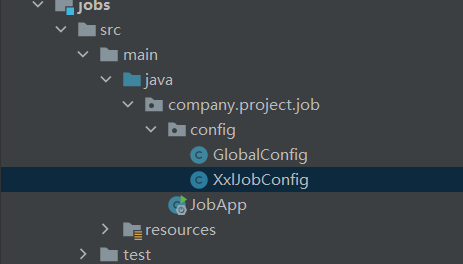 jobs
src
main
java
company.project.job
config
GlobalConfig
XxlJobConfig
JobApp
resources
test